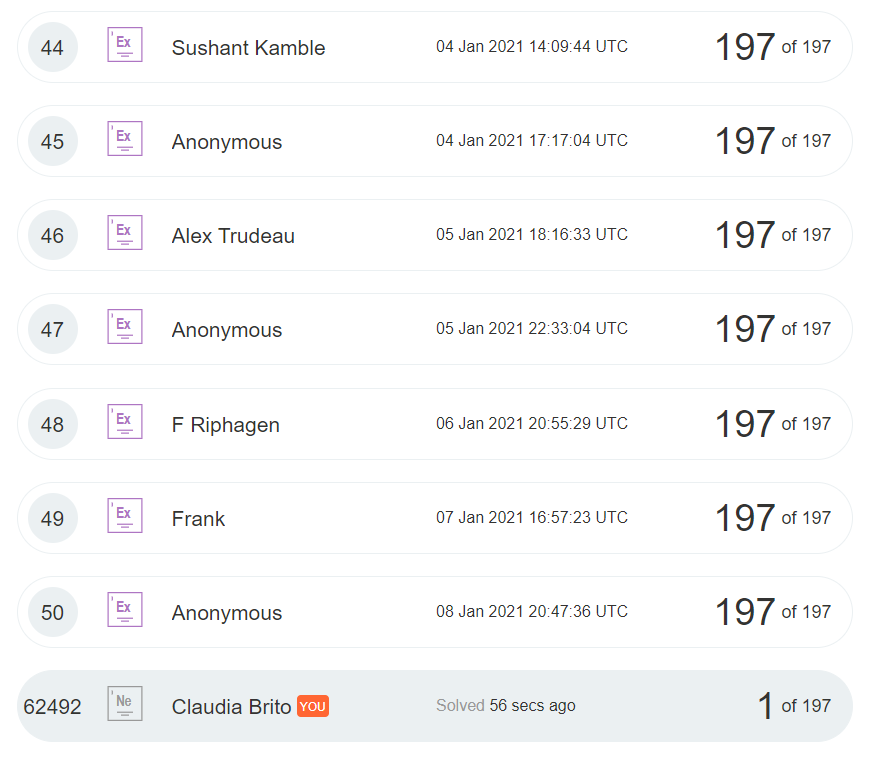 44 Ex Sushant Kamble 04 Jan 2021 14:09:44 UTC 197 of 197
45 Ex Anonymous 04 Jan 2021 17:17:04 UTC 197 of 197
46 Ex Alex Trudeau 05 Jan 2021 18:16:33 UTC 197 of 197
47 Ex Anonymous 05 Jan 2021 22:33:04 UTC 197 of 197
48 Ex F Riphagen 06 Jan 2021 20:55:29 UTC 197 of 197
49 Ex Frank 07 Jan 2021 16:57:23 UTC 197 of 197
50 Ex Anonymous 08 Jan 2021 20:47:36 UTC 197 of 197
62492 Ne Claudia Brito YOU Solved 56 secs ago 1 of 197